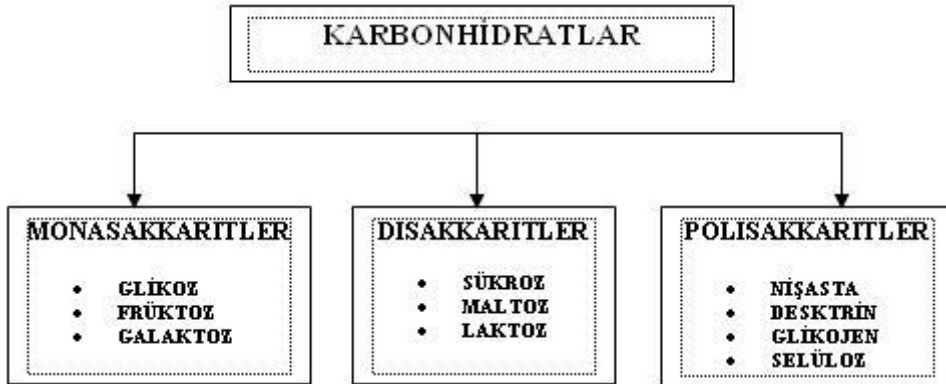 KARBONHİDRATLAR
MONASAKKARITLER
• GLİKOZ
• FRÜKTOZ
• GALAKTOZ
DISAKKARITLER
• SÜKROZ
• MALTOZ
• LAKTOZ
POLISAKKARITLER
• NİŞASTA
• DESKTRİN
• GLİKOJEN
• SELÜLOZ